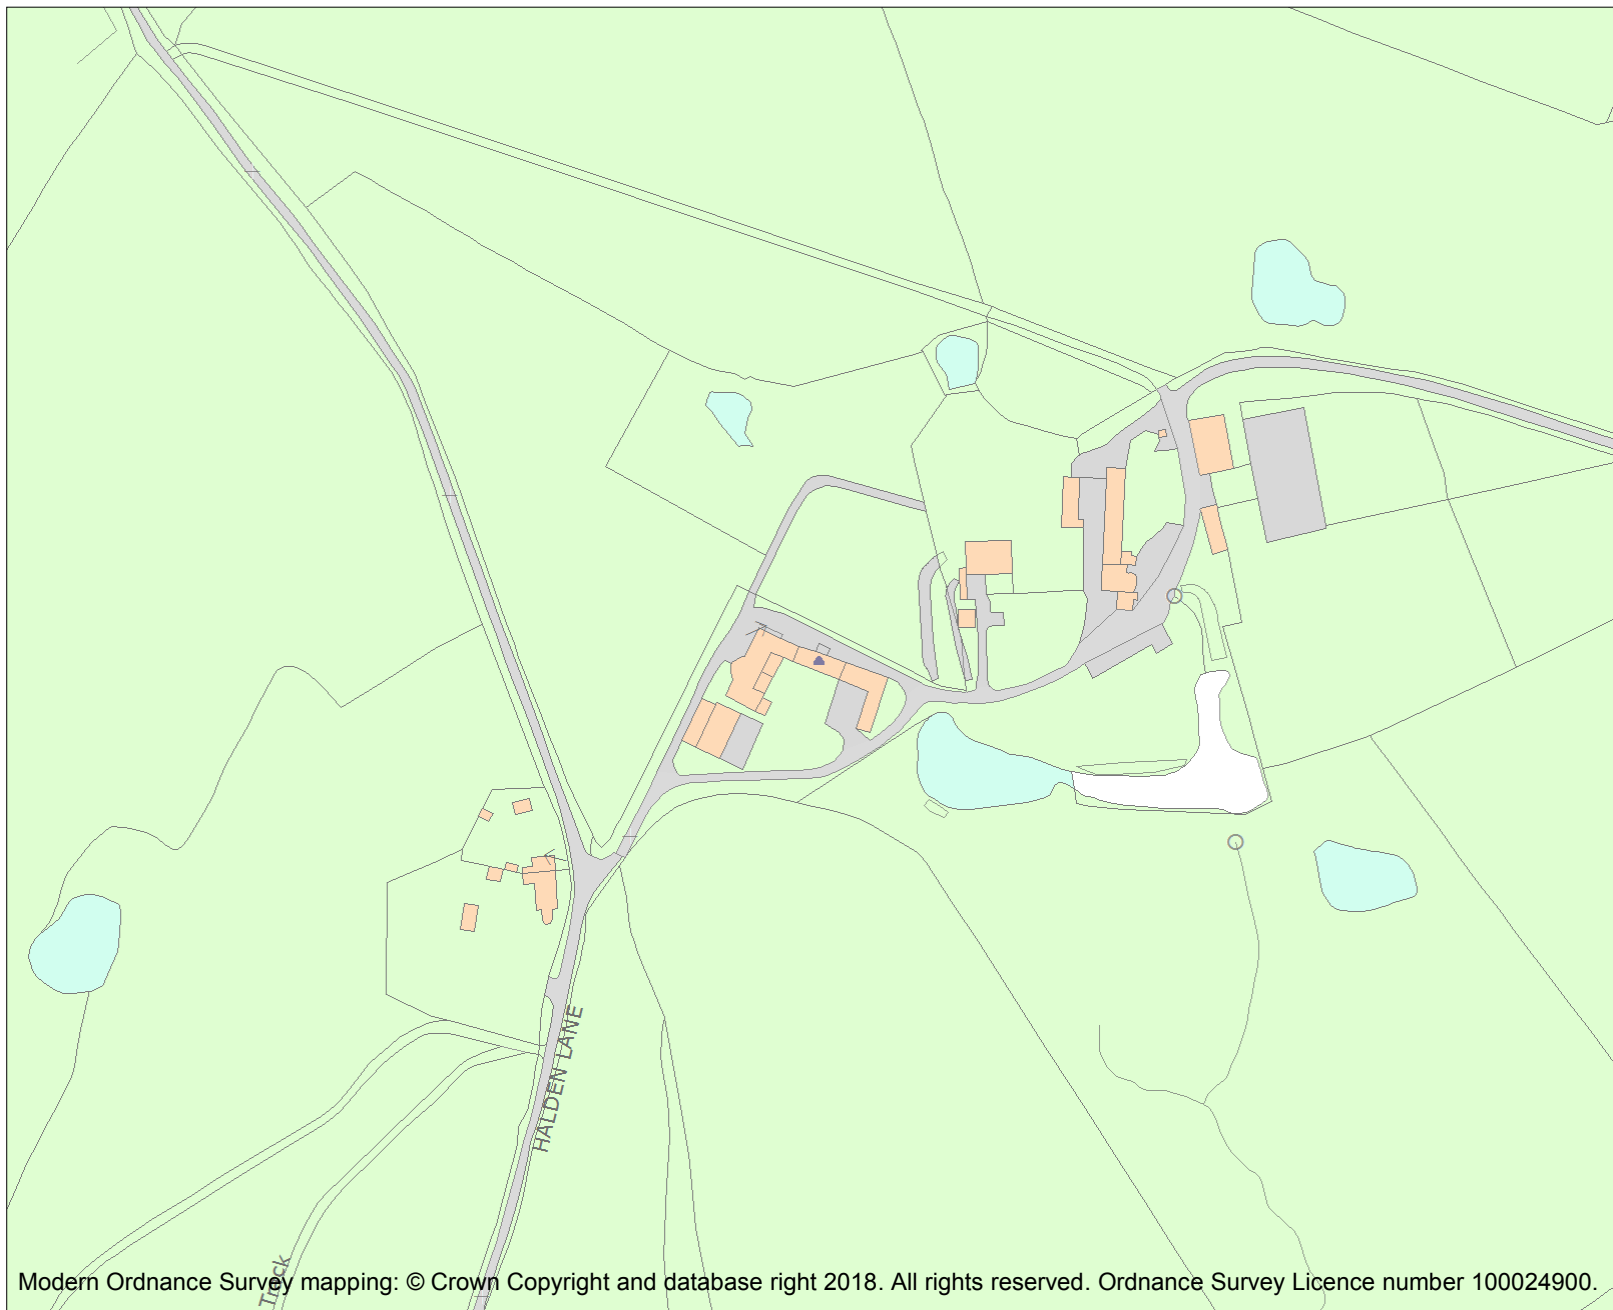 HALDEN LANE
Track
Modern Ordnance Survey mapping: © Crown Copyright and database right 2018. All rights reserved. Ordnance Survey Licence number 100024900.